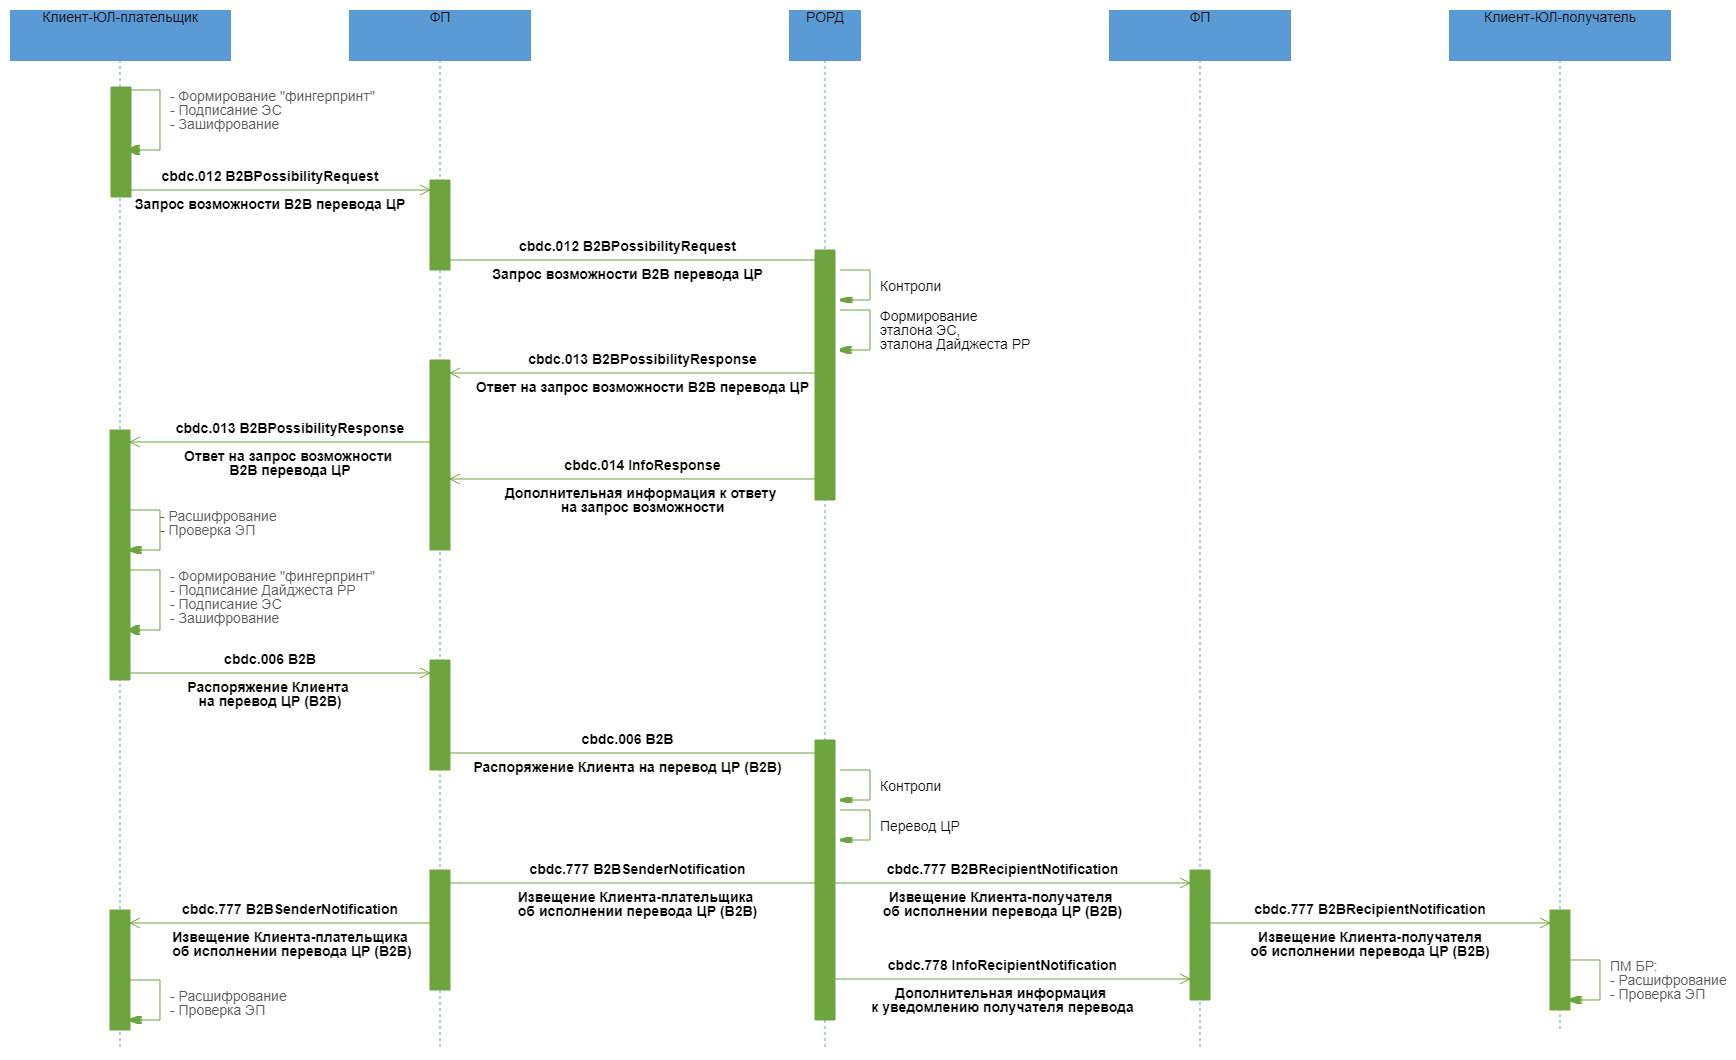 Клиент-ЮЛ-плательщик
ФП
РОРД
ФП
Клиент-ЮЛ-получатель
- Формирование "фингерпринт"
- Подписание ЭС
- Зашифрование
cbdc.012 B2BPossibilityRequest
Запрос возможности B2B перевода ЦР
cbdc.012 B2BPossibilityRequest
Запрос возможности B2B перевода ЦР
Контроли
Формирование
эталона ЭС,
эталона Дайджеста РР
cbdc.013 B2BPossibilityResponse
Ответ на запрос возможности B2B перевода ЦР
cbdc.013 B2BPossibilityResponse
Ответ на запрос возможности
B2B перевода ЦР
cbdc.014 InfoResponse
Дополнительная информация к ответу
на запрос возможности
- Расшифрование
- Проверка ЭП
- Формирование "фингерпринт"
- Подписание Дайджеста РР
- Подписание ЭС
- Зашифрование
cbdc.006 B2B
Распоряжение Клиента
на перевод ЦР (B2B)
cbdc.006 B2B
Распоряжение Клиента на перевод ЦР (B2B)
Контроли
Перевод ЦР
cbdc.777 B2BSenderNotification
Извещение Клиента-плательщика
об исполнении перевода ЦР (B2B)
cbdc.777 B2BRecipientNotification
Извещение Клиента-получателя
об исполнении перевода ЦР (B2B)
cbdc.777 B2BSenderNotification
Извещение Клиента-плательщика
об исполнении перевода ЦР (B2B)
cbdc.777 B2BRecipientNotification
Извещение Клиента-получателя
об исполнении перевода ЦР (B2B)
cbdc.778 InfoRecipientNotification
Дополнительная информация
к уведомлению получателя перевода
- Расшифрование
- Проверка ЭП
ПМ БР:
- Расшифрование
- Проверка ЭП